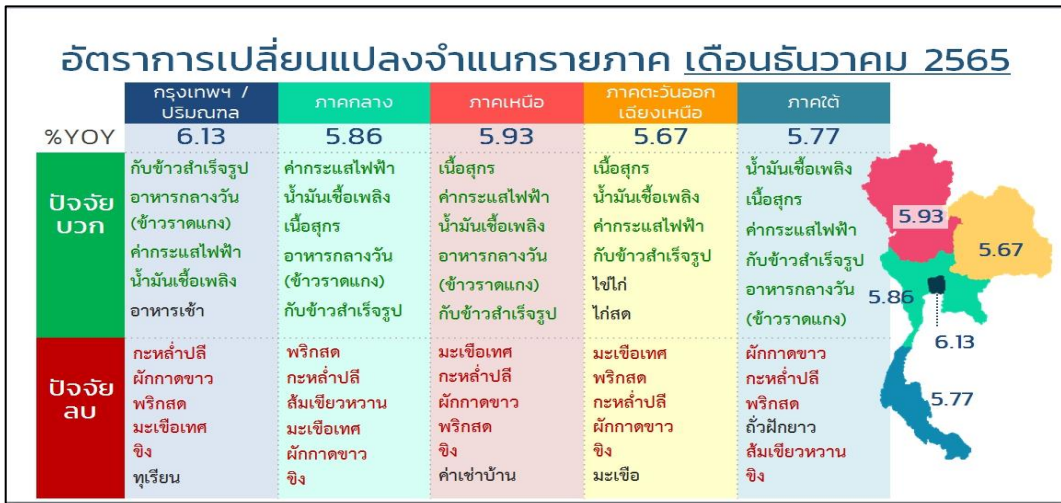 อัตราการเปลี่ยนแปลงจำแนกรายภาค เดือนธันวาคม 2565
กรุงเทพฯ /
ปริมณฑล
ภาคกลาง
ภาคเหนือ
ภาคตะวันออก
เฉียงเหนือ
ภาคใต้
%YOY
6.13
5.86
5.93
5.67
5.77
ปัจจัย
บวก
กับข้าวสำเร็จรูป
อาหารกลางวัน
(ข้าวราดแกง)
ค่ากระแสไฟฟ้า
น้ำมันเชื้อเพลิง
อาหารเช้า
ค่ากระแสไฟฟ้า
น้ำมันเชื้อเพลิง
เนื้อสุกร
อาหารกลางวัน
(ข้าวราดแกง)
กับข้าวสำเร็จรูป
เนื้อสุกร
ค่ากระแสไฟฟ้า
น้ำมันเชื้อเพลิง
อาหารกลางวัน
(ข้าวราดแกง)
กับข้าวสำเร็จรูป
เนื้อสุกร
น้ำมันเชื้อเพลิง
ค่ากระแสไฟฟ้า
กับข้าวสำเร็จรูป
ไข่ไก่
ไก่สด
น้ำมันเชื้อเพลิง
เนื้อสุกร
ค่ากระแสไฟฟ้า
กับข้าวสำเร็จรูป
อาหารกลางวัน
(ข้าวราดแกง)
ปัจจัย
ลบ
กะหล่ำปลี
ผักกาดขาว
พริกสด
มะเขือเทศ
ขิง
ทุเรียน
พริกสด
กะหล่ำปลี
ส้มเขียวหวาน
มะเขือเทศ
ผักกาดขาว
ขิง
มะเขือเทศ
กะหล่ำปลี
ผักกาดขาว
พริกสด
ขิง
ค่าเช่าบ้าน
มะเขือเทศ
พริกสด
กะหล่ำปลี
ผักกาดขาว
ขิง
มะเขือ
ผักกาดขาว
กะหล่ำปลี
พริกสด
ถั่วฝักยาว
ส้มเขียวหวาน
ขิง
5.93
5.67
5.86
6.13
5.77